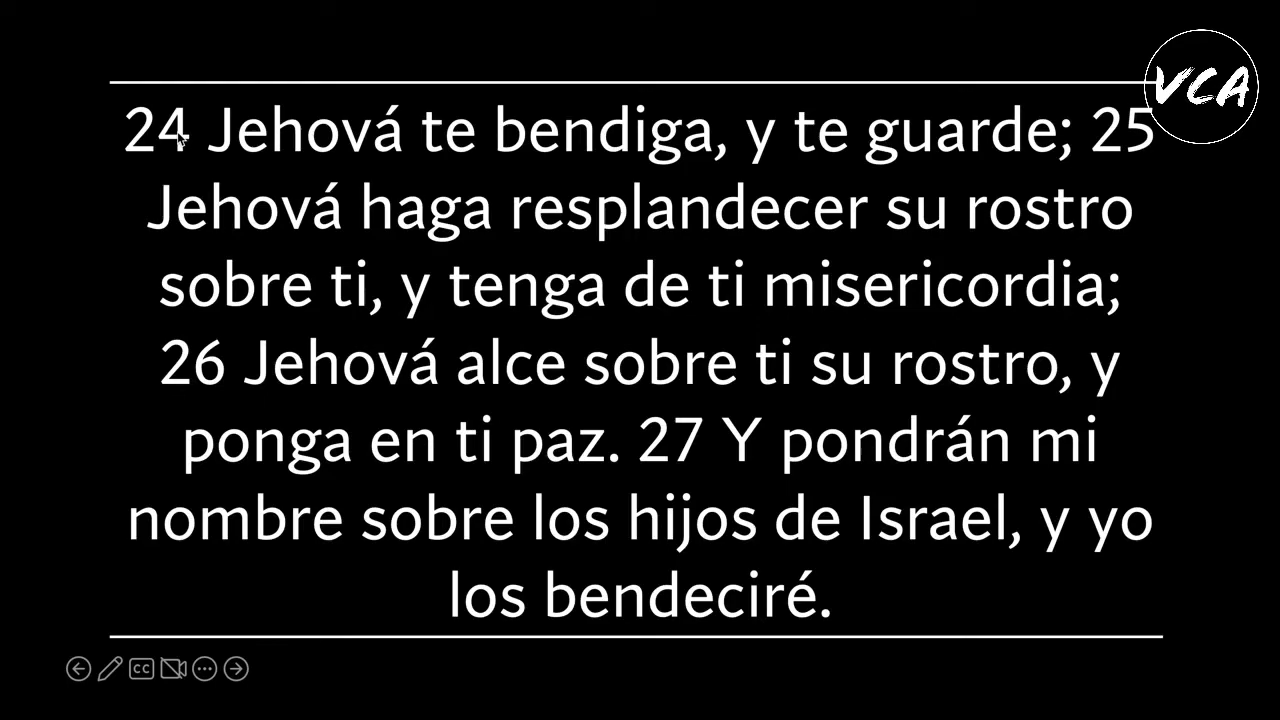 VCA
24 Jehová te bendiga, y te guarde; 25
Jehová haga resplandecer su rostro
sobre ti, y tenga de ti misericordia;
26 Jehová alce sobre ti su rostro, y
ponga en ti paz. 27 Y pondrán mi
nombre sobre los hijos de Israel, y yo
los bendeciré.
CC